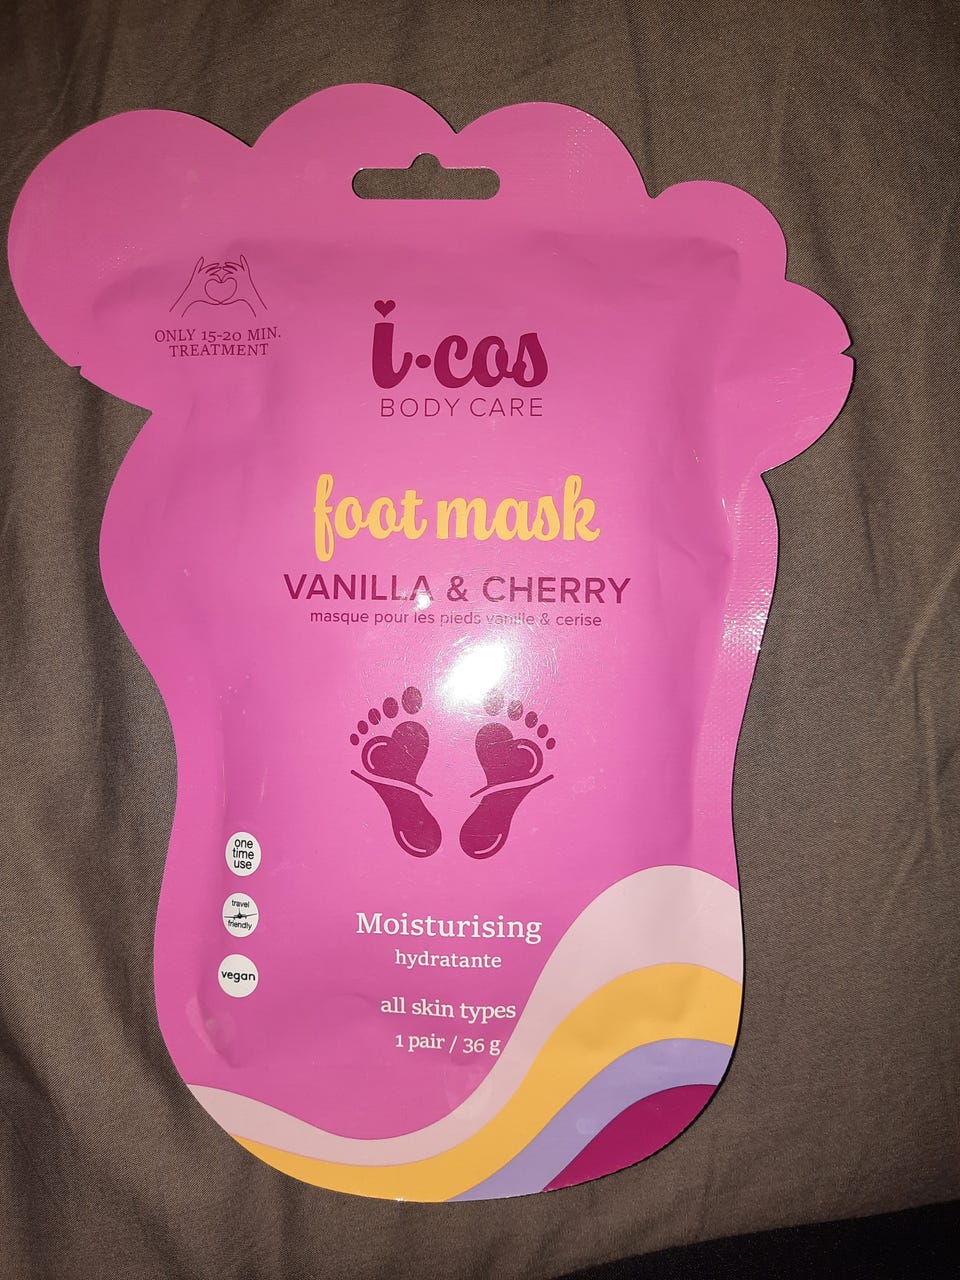 ONLY 15-20 MIN.
TREATMENT
i·cos
BODY CARE
foot mask
VANILLA & CHERRY
masque pour les pieds vanille & cerise
one
time
use
travel
friendly
vegan
Moisturising
hydratante
all skin types
1 pair / 36 g